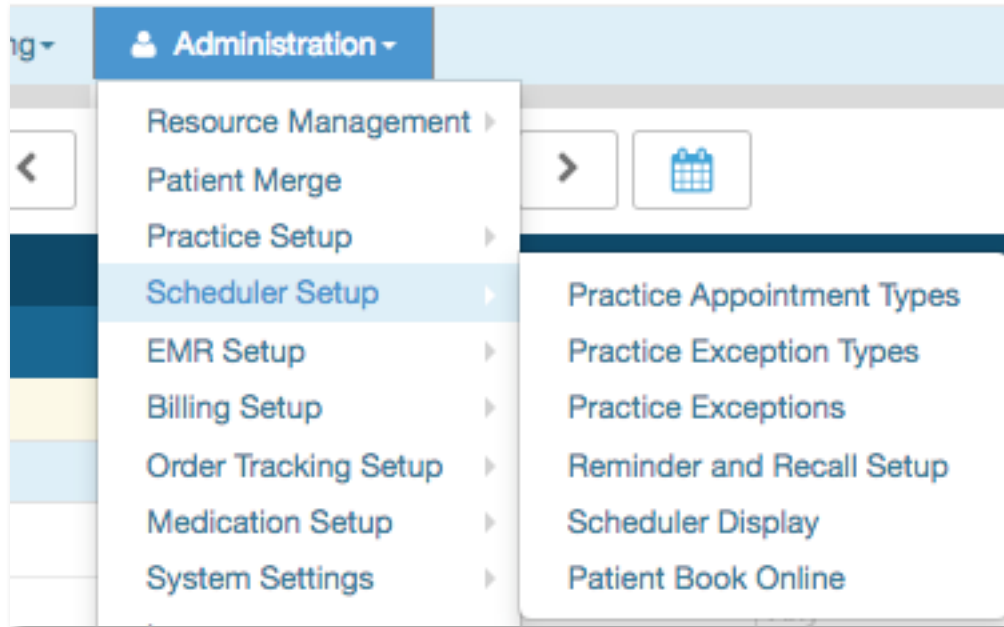 Administration
Resource Management
Patient Merge
Practice Setup
Scheduler Setup
EMR Setup
Billing Setup
Order Tracking Setup
Medication Setup
System Settings
Practice Appointment Types
Practice Exception Types
Practice Exceptions
Reminder and Recall Setup
Scheduler Display
Patient Book Online